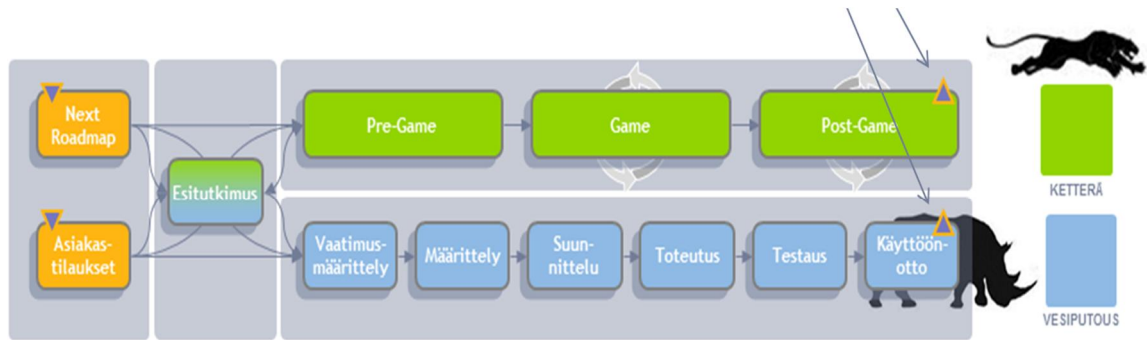 Next
Roadmap
Pre-Game
Game
Post-Game
Esitutkimus
KETTERÄ
Asiakas-
tilaukset
Vaatimus-
määrittely
Määrittely
Suun-
nittelu
Toteutus
Testaus
Käyttöön-
otto
VESIPUTOUS